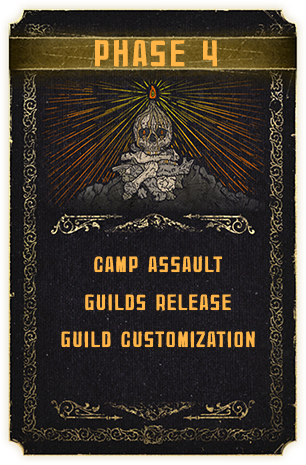 PHASE 4
CAMP ASSAULT
GUILDS RELEASE
GUILD CUSTOMIZATION